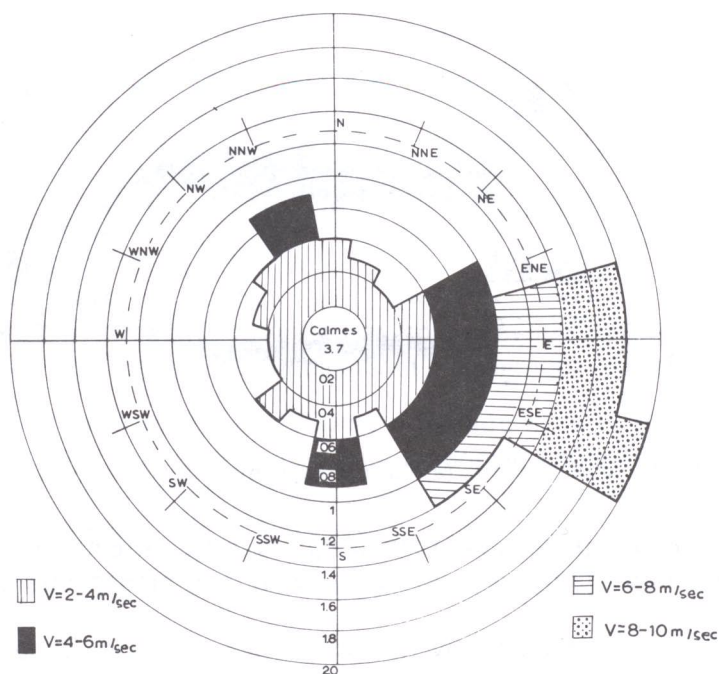 N
NNW
NNE
NW
NE
WNW
ENE
Calmes
3.7
W
E
02
04
WSW
ESE
06
08
SW
SE
1
SSW
SSE
1.2
S
1.4
V=2-4m/sec
V=6-8m/sec
1.6
V=4-6m/sec
V=8-10m/sec
1.8
20